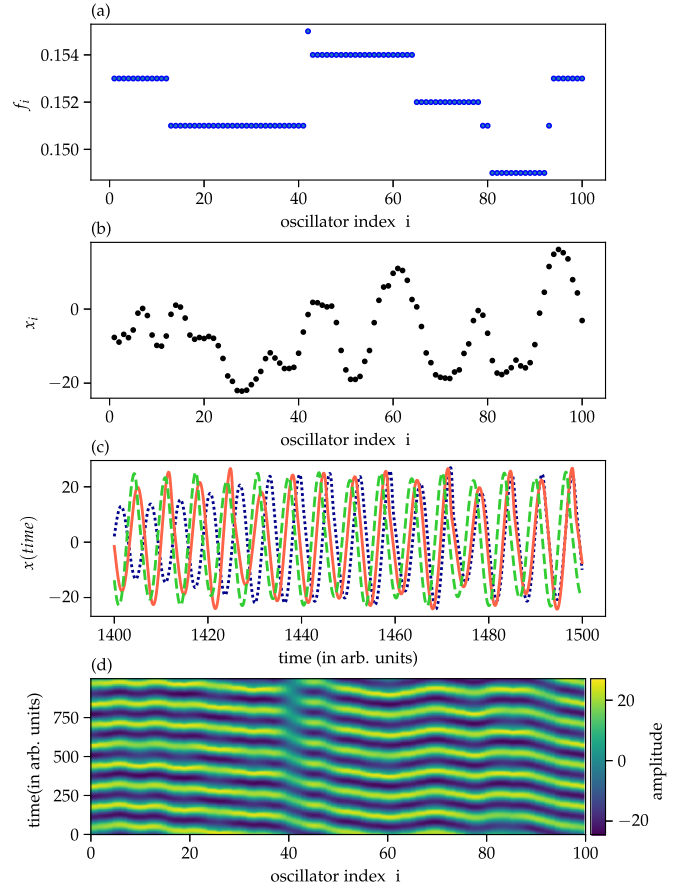 (a)
0.154
0.152
0.150
f_i
0 20 40 60 80 100
oscillator index i
(b)
0
−20
x_i
0 20 40 60 80 100
oscillator index i
(c)
20
0
−20
x(time)
1400 1420 1440 1460 1480 1500
time (in arb. units)
(d)
750
500
250
0
time(in arb. units)
0 20 40 60 80 100
oscillator index i
20
0
−20
amplitude